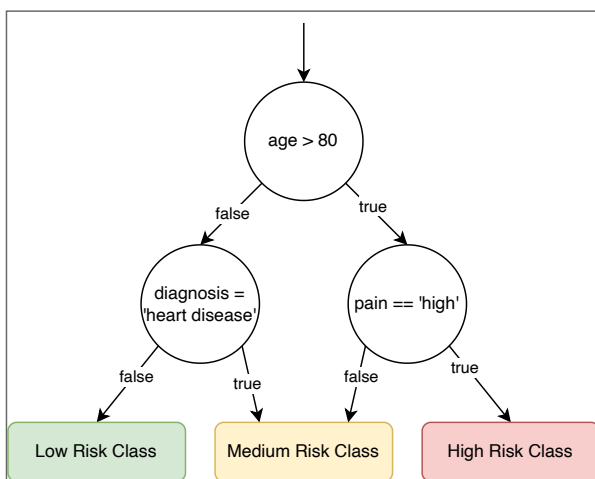 age > 80
false
true
diagnosis =
'heart disease'
pain == 'high'
false
true
false
true
Low Risk Class
Medium Risk Class
High Risk Class